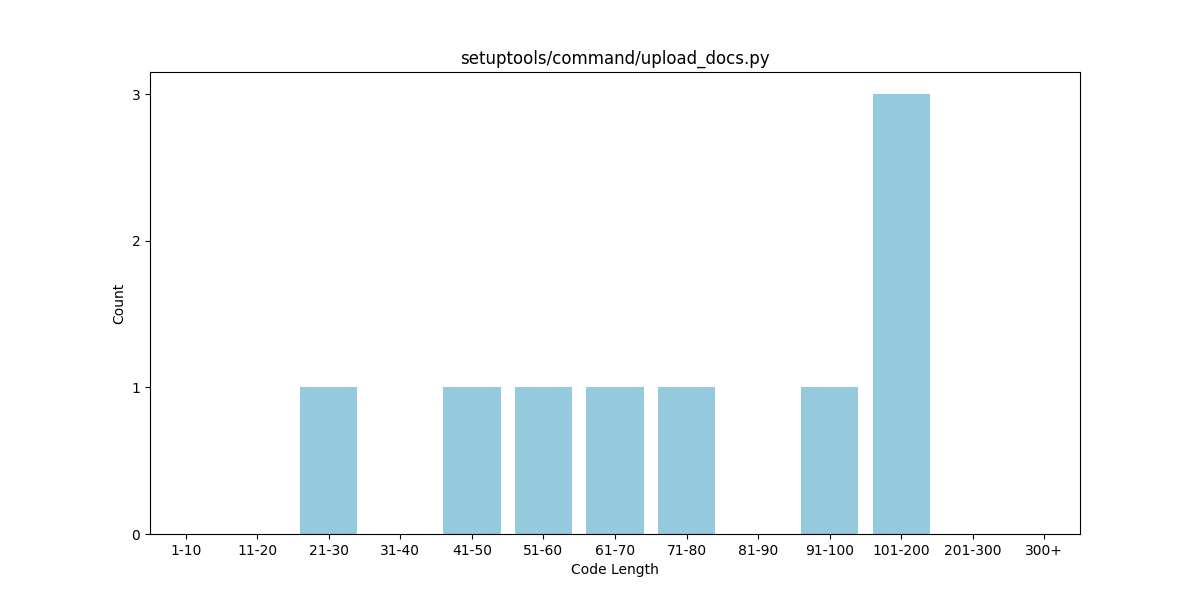 setuptools/command/upload_docs.py
3
2
1
0
Count
1-10 11-20 21-30 31-40 41-50 51-60 61-70 71-80 81-90 91-100 101-200 201-300 300+
Code Length